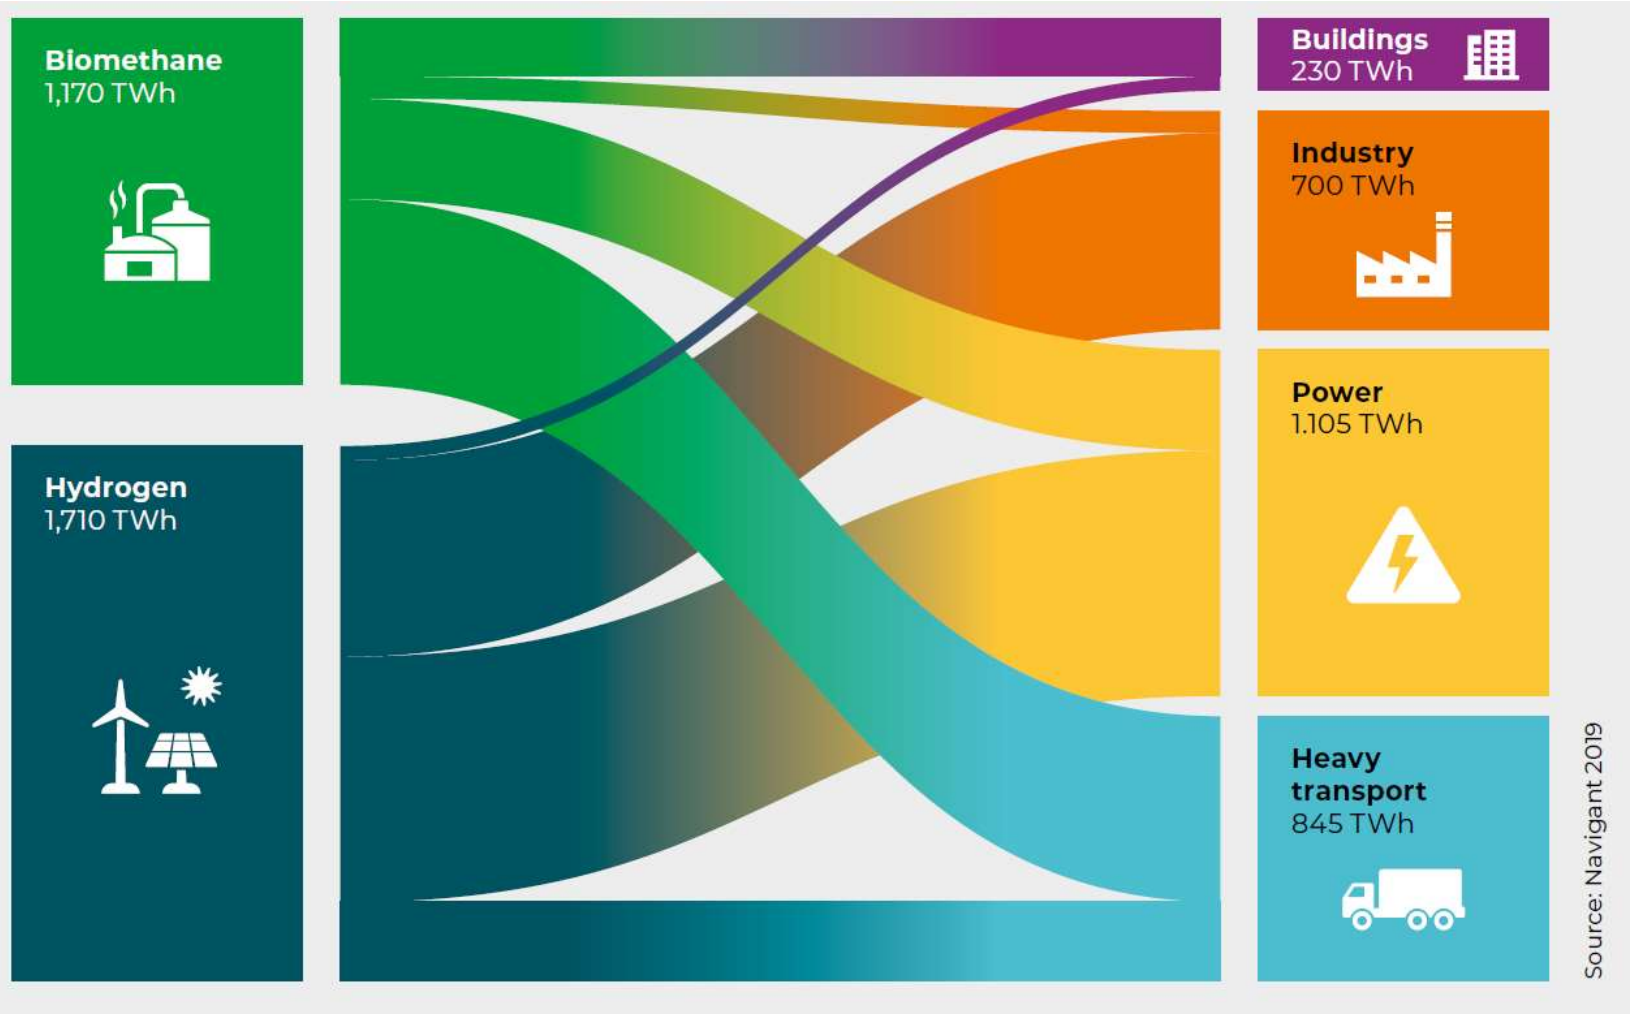 Biomethane
1,170 TWh
Hydrogen
1,710 TWh
Buildings
230 TWh
Industry
700 TWh
Power
1.105 TWh
Heavy
transport
845 TWh
Source: Navigant 2019